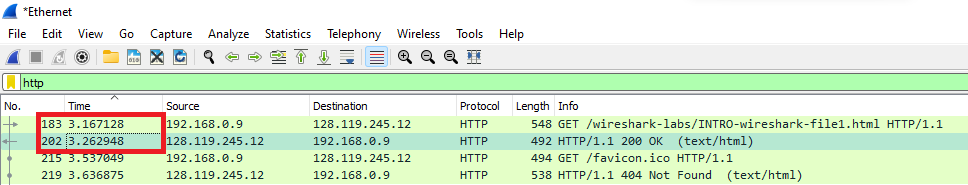 *Ethernet
File Edit View Go Capture Analyze Statistics Telephony Wireless Tools Help
http
No. Time Source Destination Protocol Length Info
183 3.167128 192.168.0.9 128.119.245.12 HTTP 548 GET /wireshark-labs/INTRO-wireshark-file1.html HTTP/1.1
202 3.262948 128.119.245.12 192.168.0.9 HTTP 492 HTTP/1.1 200 OK (text/html)
215 3.537049 192.168.0.9 128.119.245.12 HTTP 494 GET /favicon.ico HTTP/1.1
219 3.636875 128.119.245.12 192.168.0.9 HTTP 538 HTTP/1.1 404 Not Found (text/html)